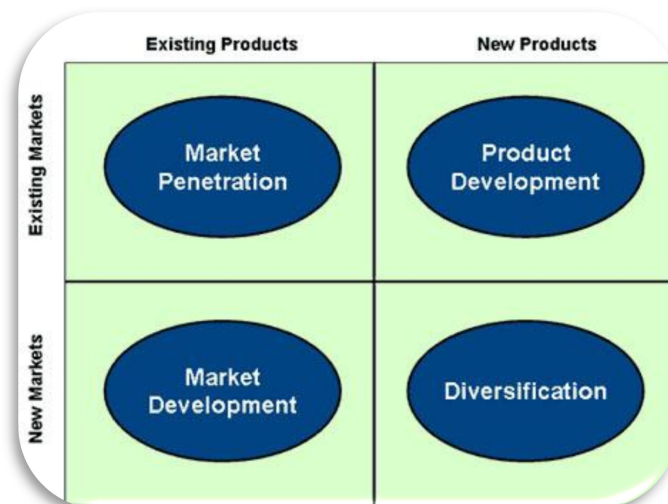 Existing Products
New Products
Existing Markets
Market
Penetration
Product
Development
New Markets
Market
Development
Diversification